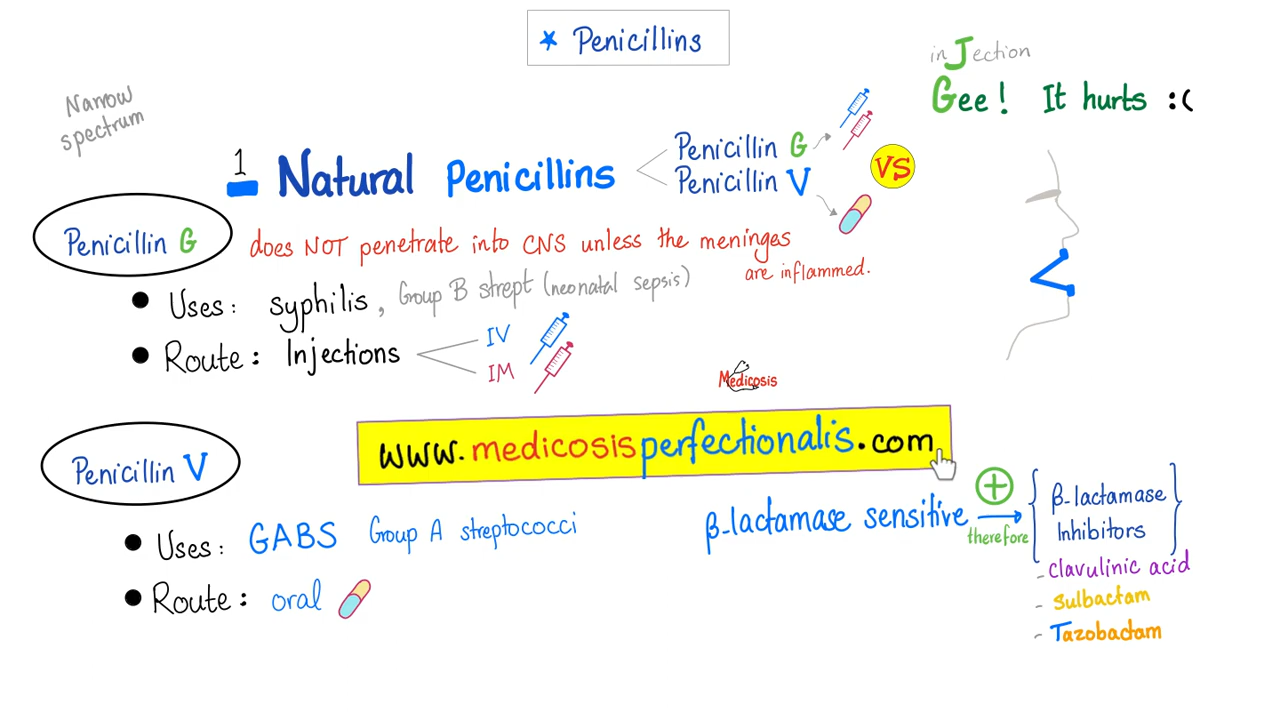 ★ Penicillins
inJection
Gee! It hurts :(
Narrow
spectrum
1 Natural Penicillins
Penicillin G
Penicillin V
VS
Penicillin G
does NOT penetrate into CNS unless the meninges
are inflammed.
● Uses: syphilis, Group B strept (neonatal sepsis)
● Route: Injections
IV
IM
Medicosis
www.medicosisperfectionalis.com
Penicillin V
● Uses: GABS Group A streptococci
● Route: oral
β-lactamase sensitive
+
therefore
{ β-lactamase
Inhibitors }
- clavulinic acid
- Sulbactam
- Tazobactam